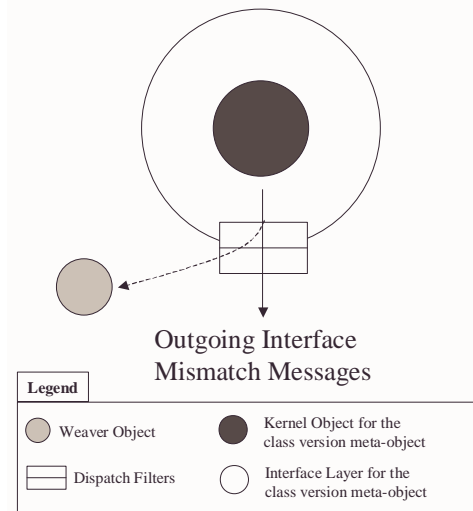 Outgoing Interface
Mismatch Messages
Legend
Weaver Object
Kernel Object for the
class version meta-object
Dispatch Filters
Interface Layer for the
class version meta-object